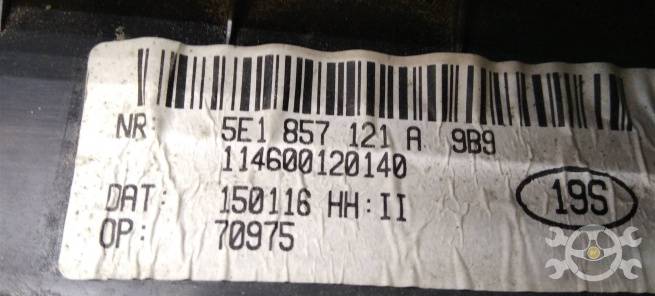 NR: 5E1 857 121 A 9B9
114600120140
DAT: 150116 HH:II
19S
OP: 70975